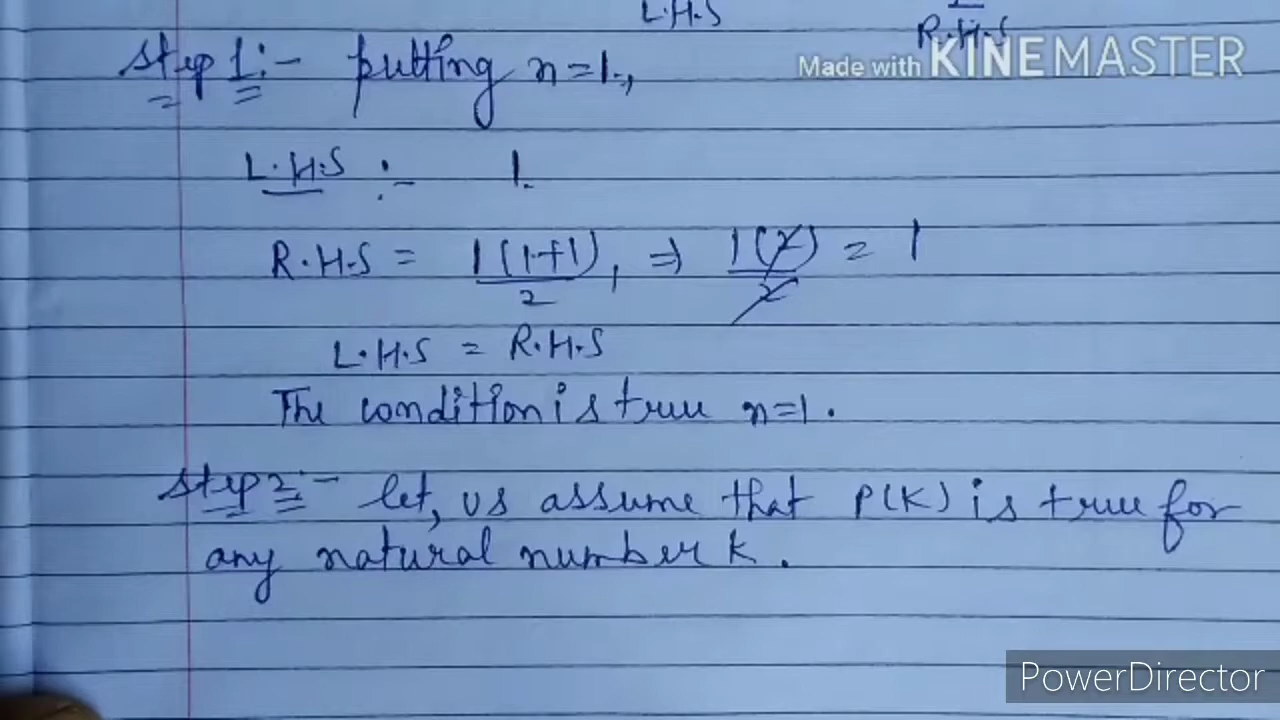 L.H.S R.H.S
Made with KINEMASTER
Step 1:- putting n=1.,
L.H.S :- 1.
R.H.S = 1(1+1)/2, ⇒ 1(2)/2 = 1
L.H.S = R.H.S
The condition is true n=1.
Step 2:- let, us assume that P(K) is true for
any natural number k.
PowerDirector